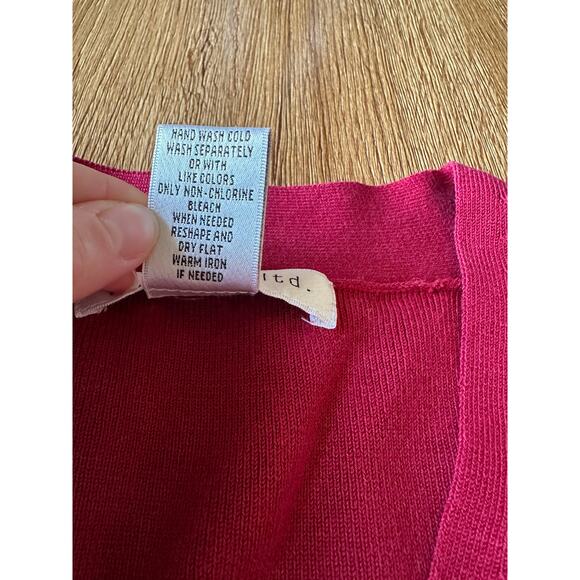 HAND WASH COLD
WASH SEPARATELY
OR WITH
LIKE COLORS
ONLY NON-CHLORINE
BLEACH
WHEN NEEDED
RESHAPE AND
DRY FLAT
WARM IRON
IF NEEDED
ltd.